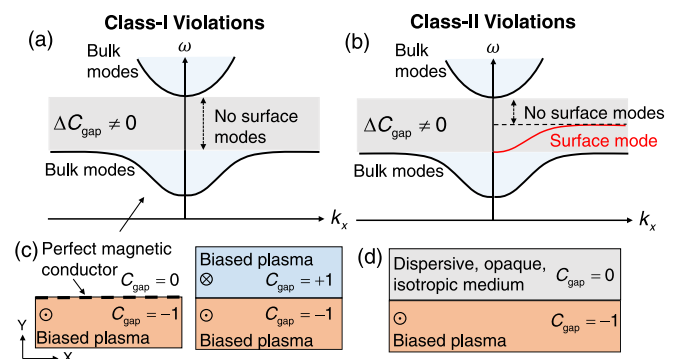 Class-I Violations
Class-II Violations
(a)
Bulk
modes
ω
ΔC_gap ≠ 0
No surface
modes
Bulk modes
k_x
(b)
Bulk
modes
ω
ΔC_gap ≠ 0
No surface modes
Surface mode
Bulk modes
k_x
(c)
Perfect magnetic
conductor
C_gap = 0
C_gap = −1
Biased plasma
Y
X
Biased plasma
C_gap = +1
C_gap = −1
Biased plasma
(d)
Dispersive, opaque,
isotropic medium
C_gap = 0
C_gap = −1
Biased plasma